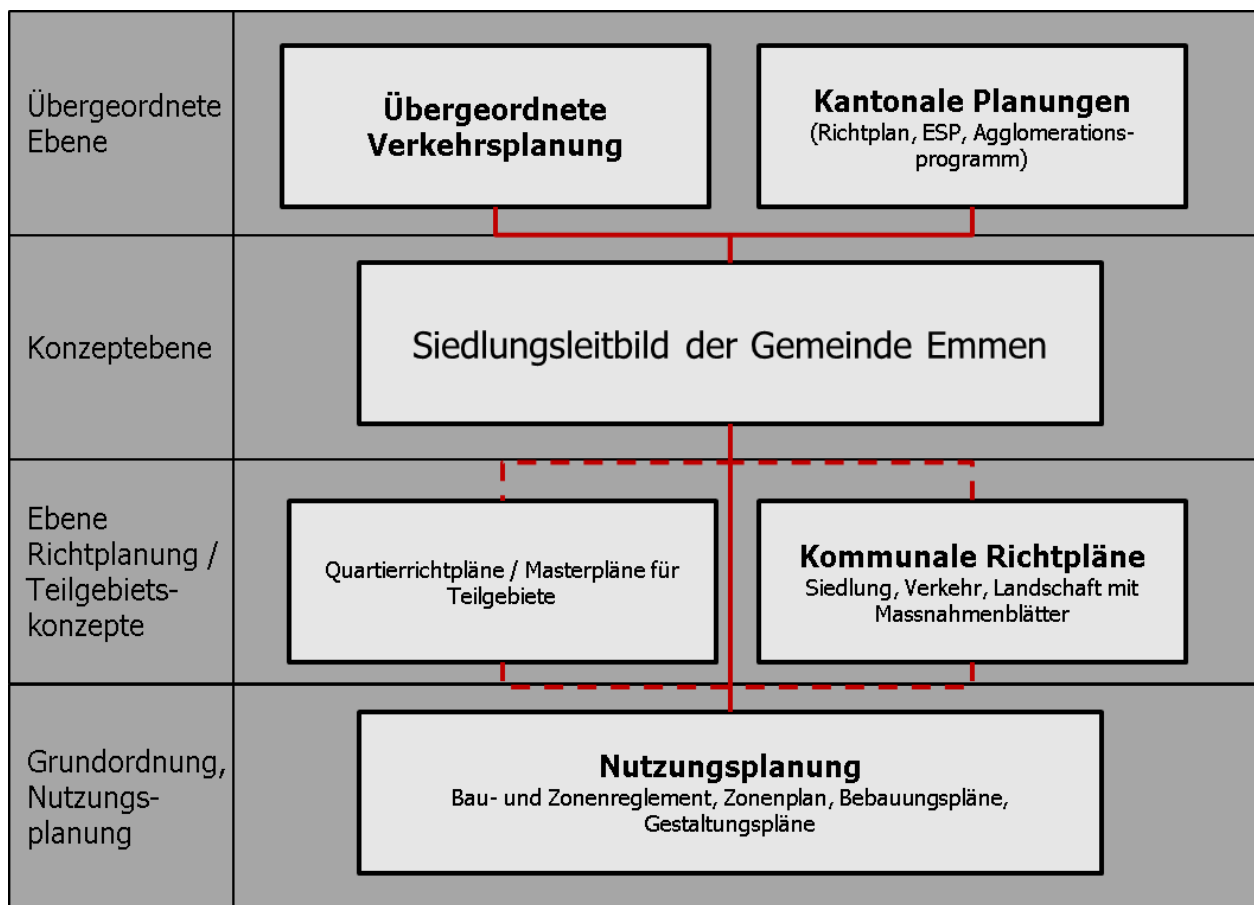 Übergeordnete
Ebene
Übergeordnete
Verkehrsplanung
Kantonale Planungen
(Richtplan, ESP, Agglomerations-
programm)
Konzeptebene
Siedlungsleitbild der Gemeinde Emmen
Ebene
Richtplanung /
Teilgebiets-
konzepte
Quartierrichtpläne / Masterpläne für
Teilgebiete
Kommunale Richtpläne
Siedlung, Verkehr, Landschaft mit
Massnahmenblätter
Grundordnung,
Nutzungs-
planung
Nutzungsplanung
Bau- und Zonenreglement, Zonenplan, Bebauungspläne,
Gestaltungspläne